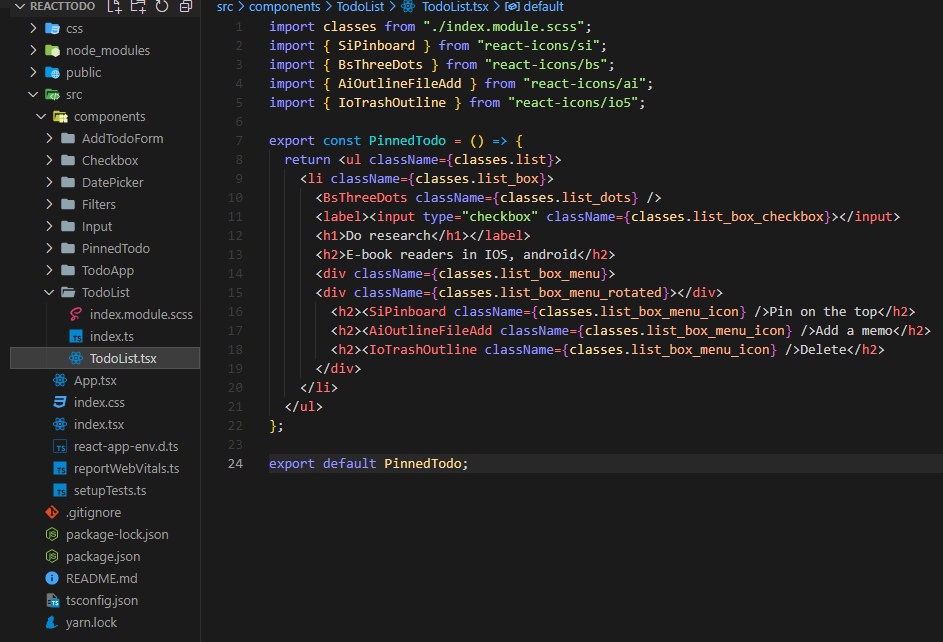 REACTTODO
css
node_modules
public
src
components
AddTodoForm
Checkbox
DatePicker
Filters
Input
PinnedTodo
TodoApp
TodoList
index.module.scss
TS index.ts
TodoList.tsx
App.tsx
index.css
index.tsx
TS react-app-env.d.ts
TS reportWebVitals.ts
TS setupTests.ts
.gitignore
JS package-lock.json
JS package.json
i README.md
TS tsconfig.json
yarn.lock
src > components > TodoList > TodoList.tsx > default
1 import classes from "./index.module.scss";
2 import { SiPinboard } from "react-icons/si";
3 import { BsThreeDots } from "react-icons/bs";
4 import { AiOutlineFileAdd } from "react-icons/ai";
5 import { IoTrashOutline } from "react-icons/io5";
6
7 export const PinnedTodo = () => {
8   return <ul className={classes.list}>
9     <li className={classes.list_box}>
10       <BsThreeDots className={classes.list_dots} />
11       <label><input type="checkbox" className={classes.list_box_checkbox}></input>
12       <h1>Do research</h1></label>
13       <h2>E-book readers in IOS, android</h2>
14       <div className={classes.list_box_menu}>
15       <div className={classes.list_box_menu_rotated}></div>
16         <h2><SiPinboard className={classes.list_box_menu_icon} />Pin on the top</h2>
17         <h2><AiOutlineFileAdd className={classes.list_box_menu_icon} />Add a memo</h2>
18         <h2><IoTrashOutline className={classes.list_box_menu_icon} />Delete</h2>
19       </div>
20     </li>
21   </ul>
22 };
23
24 export default PinnedTodo;